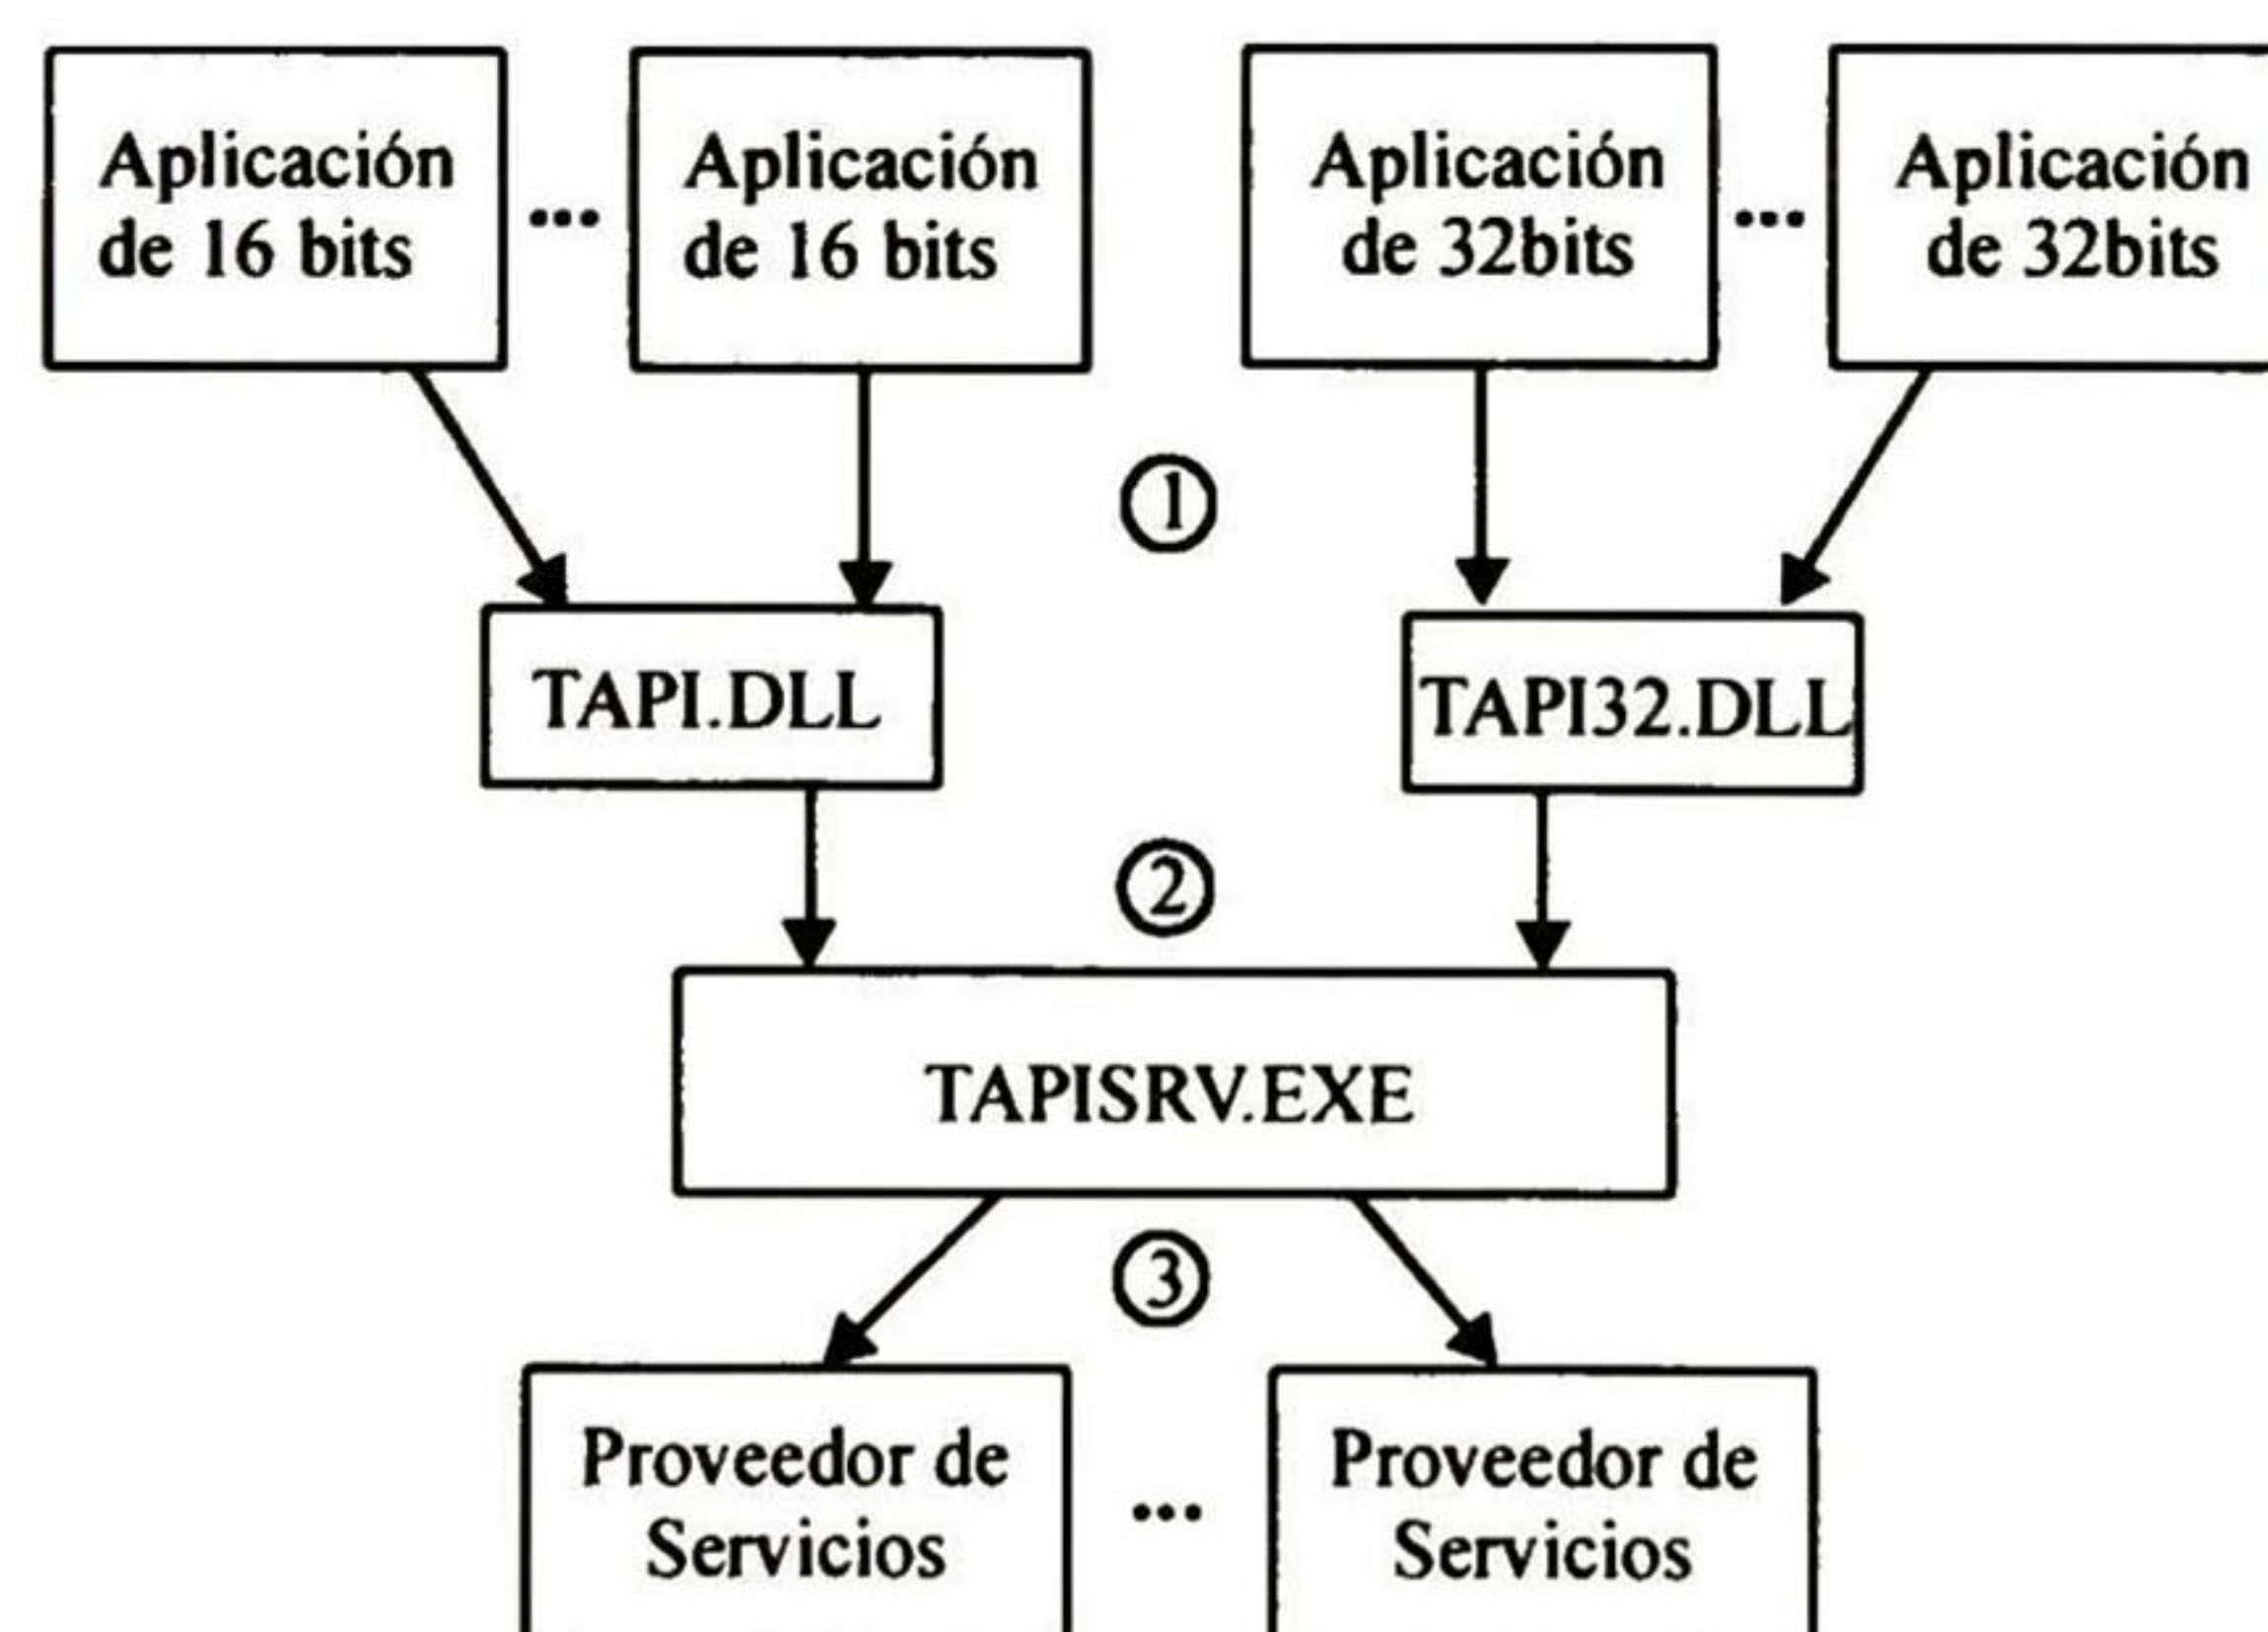 Aplicación
de 16 bits
...
Aplicación
de 16 bits
Aplicación
de 32bits
...
Aplicación
de 32bits
①
TAPI.DLL
TAPI32.DLL
②
TAPISRV.EXE
③
Proveedor de
Servicios
...
Proveedor de
Servicios